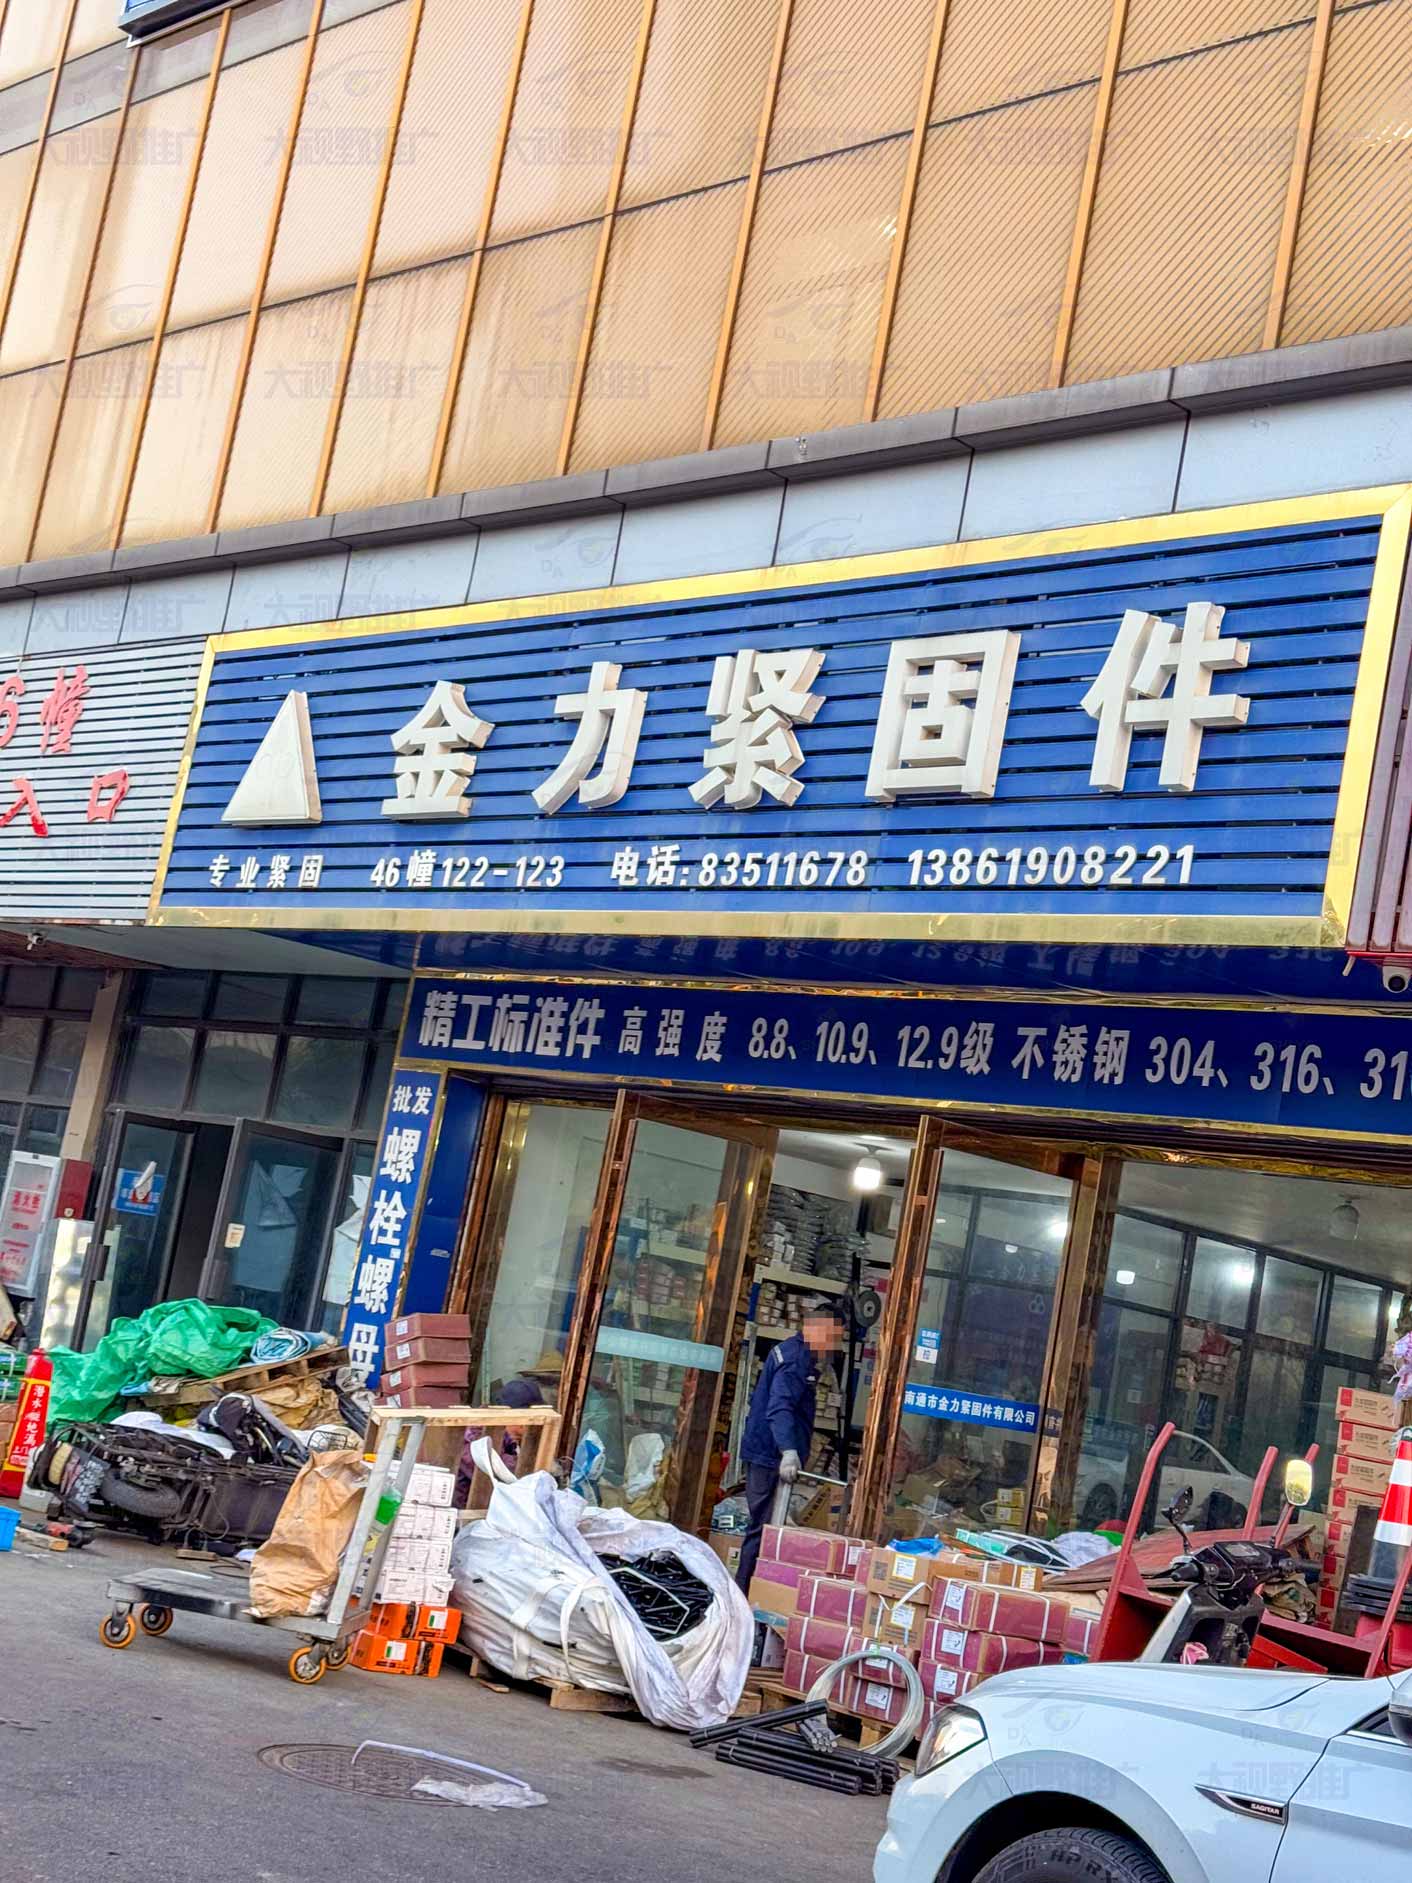 6幢
入口
金力紧固件
专业紧固 46幢122-123 电话:83511678 13861908221
精工标准件 高强度 8.8、10.9、12.9级 不锈钢 304、316、31
批发
螺栓螺母
南通市金力紧固件有限公司
SAGITAR
大视野推广